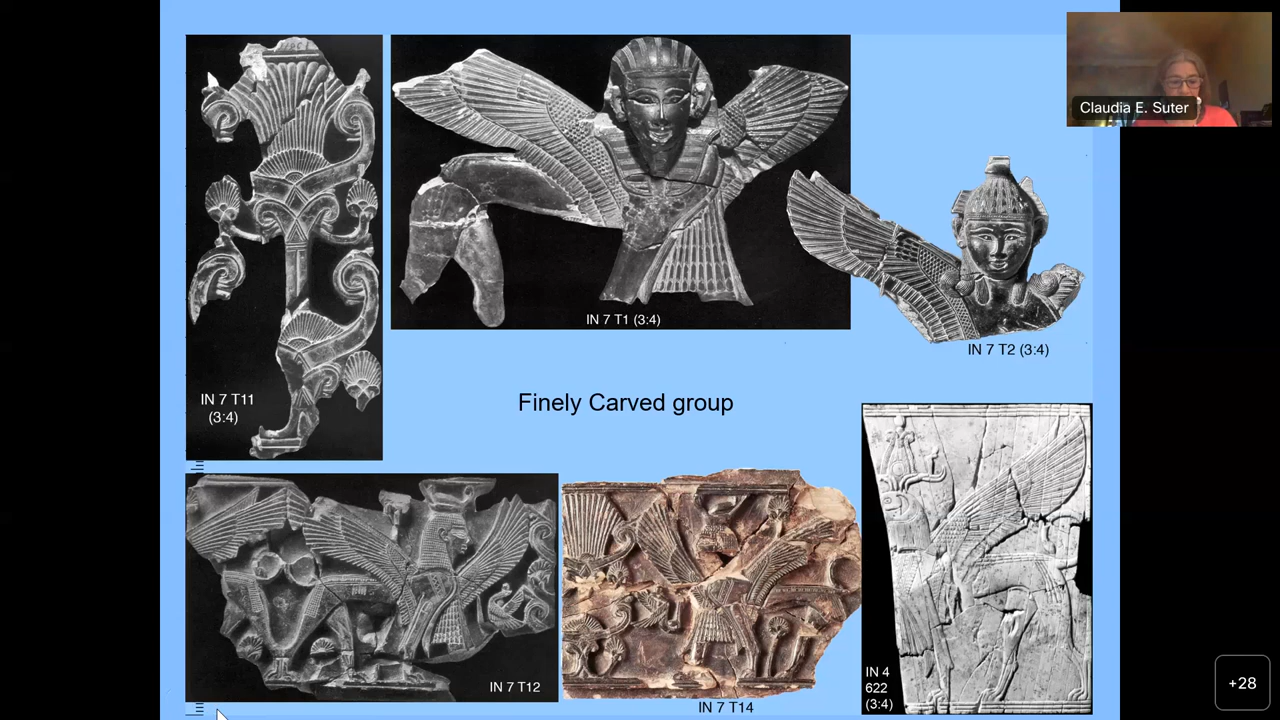 Claudia E. Suter
IN 7 T1 (3:4)
IN 7 T2 (3:4)
IN 7 T11
(3:4)
Finely Carved group
IN 7 T12
IN 7 T14
IN 4
622
(3:4)
+28